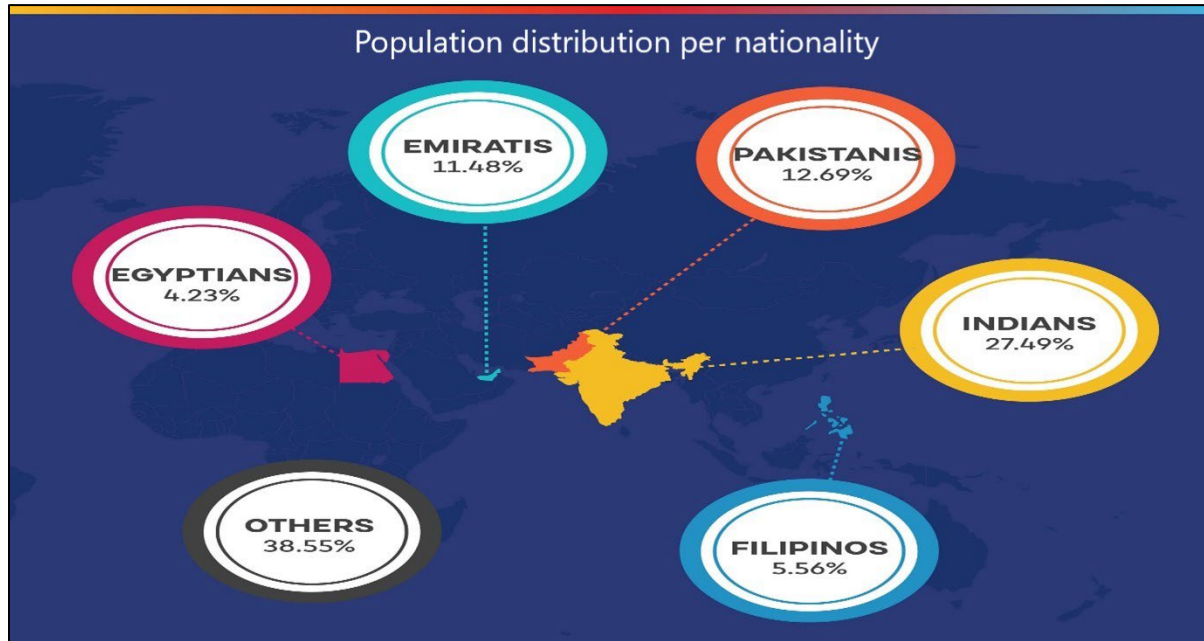 Population distribution per nationality
EMIRATIS
11.48%
PAKISTANIS
12.69%
EGYPTIANS
4.23%
INDIANS
27.49%
OTHERS
38.55%
FILIPINOS
5.56%